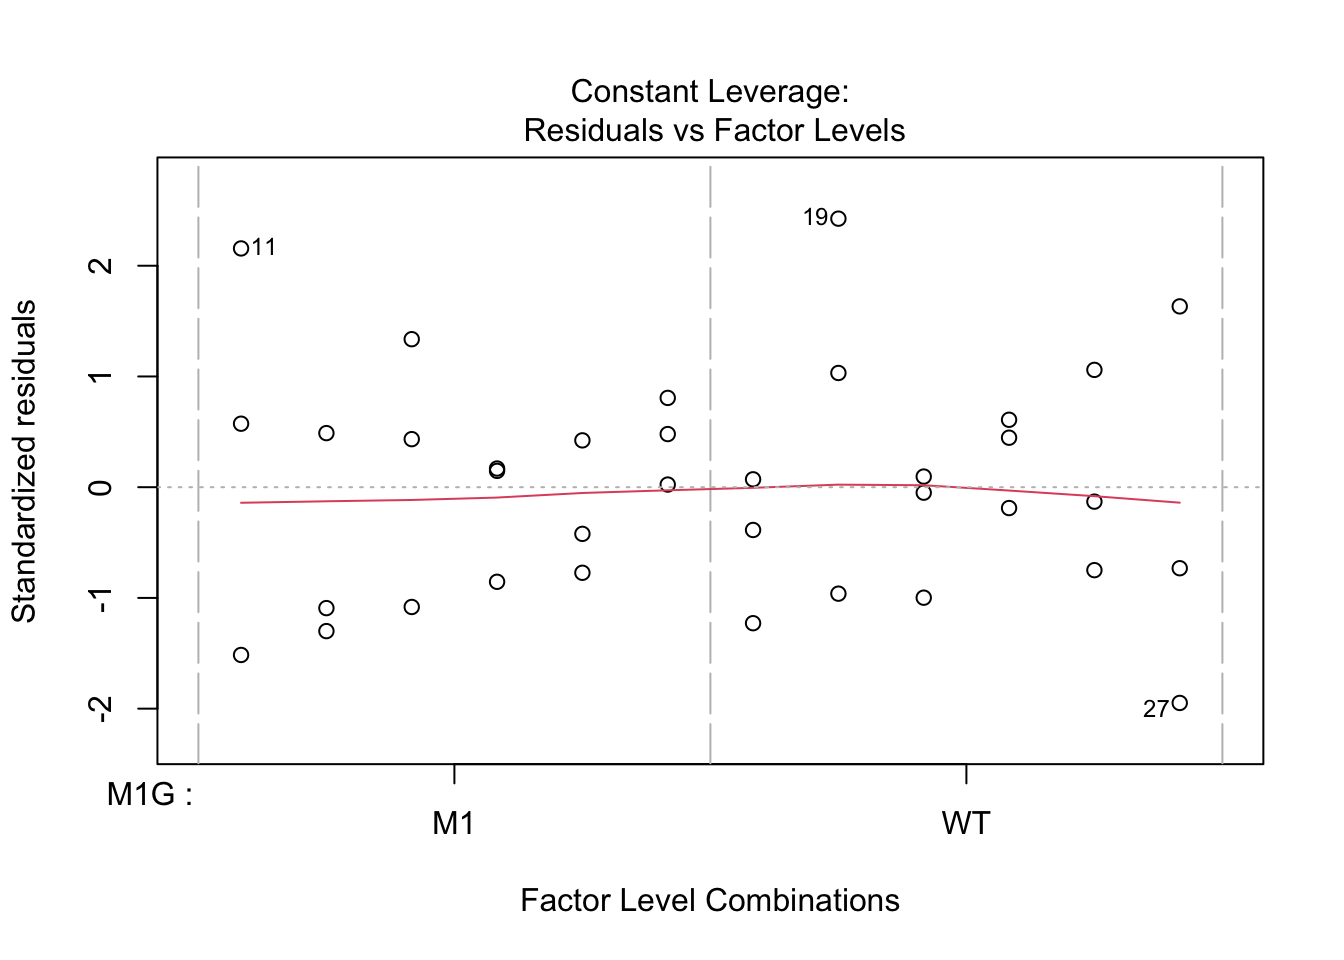 Constant Leverage:
Residuals vs Factor Levels
Standardized residuals
2
1
0
-1
-2
11
19
27
M1G :
M1
WT
Factor Level Combinations